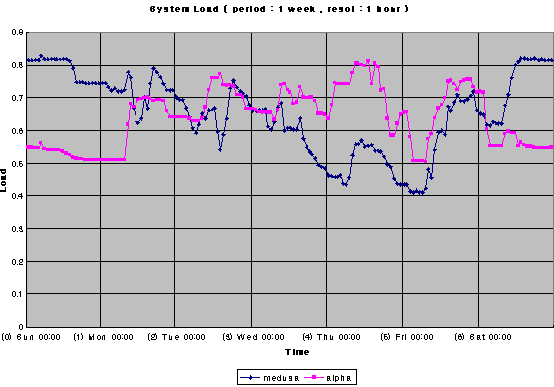 System Load ( period : 1 week , resol : 1 hour )
0.9
0.8
0.7
0.6
0.5
0.4
0.3
0.2
0.1
0
Load
(0) Sun 00:00 (1) Mon 00:00 (2) Tue 00:00 (3) Wed 00:00 (4) Thu 00:00 (5) Fri 00:00 (6) Sat 00:00
Time
medusa alpha